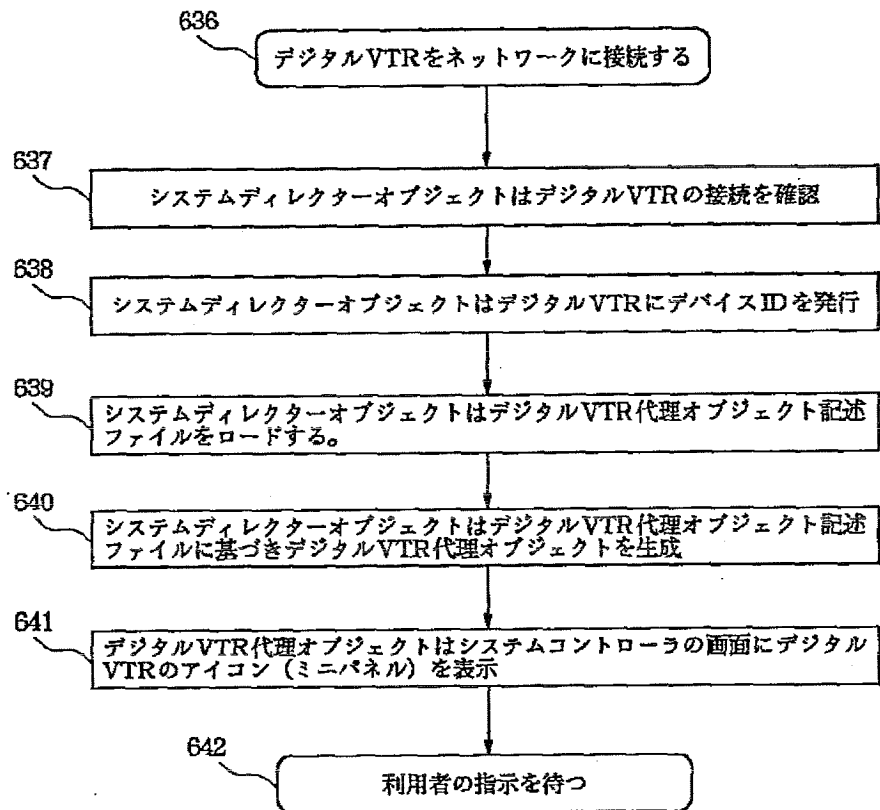 636
デジタルVTRをネットワークに接続する
637
システムディレクターオブジェクトはデジタルVTRの接続を確認
638
システムディレクターオブジェクトはデジタルVTRにデバイスIDを発行
639
システムディレクターオブジェクトはデジタルVTR代理オブジェクト記述
ファイルをロードする。
640
システムディレクターオブジェクトはデジタルVTR代理オブジェクト記述
ファイルに基づきデジタルVTR代理オブジェクトを生成
641
デジタルVTR代理オブジェクトはシステムコントローラの画面にデジタル
VTRのアイコン（ミニパネル）を表示
642
利用者の指示を待つ